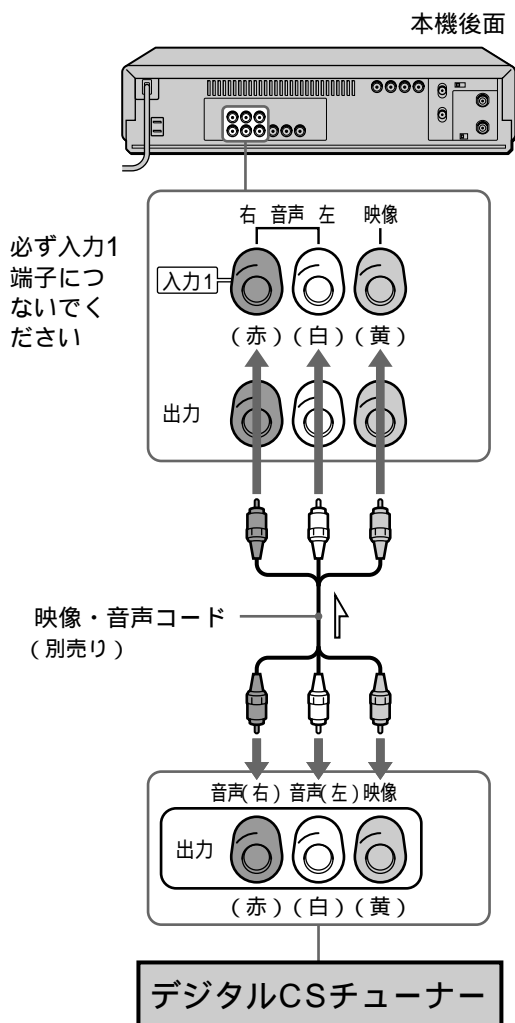 本機後面
必ず入力1
端子につ
ないでく
ださい
右 音声 左 映像
入力1
(赤)(白)(黄)
出力
映像・音声コード
(別売り)
音声(右) 音声(左) 映像
出力
(赤)(白)(黄)
デジタルCSチューナー